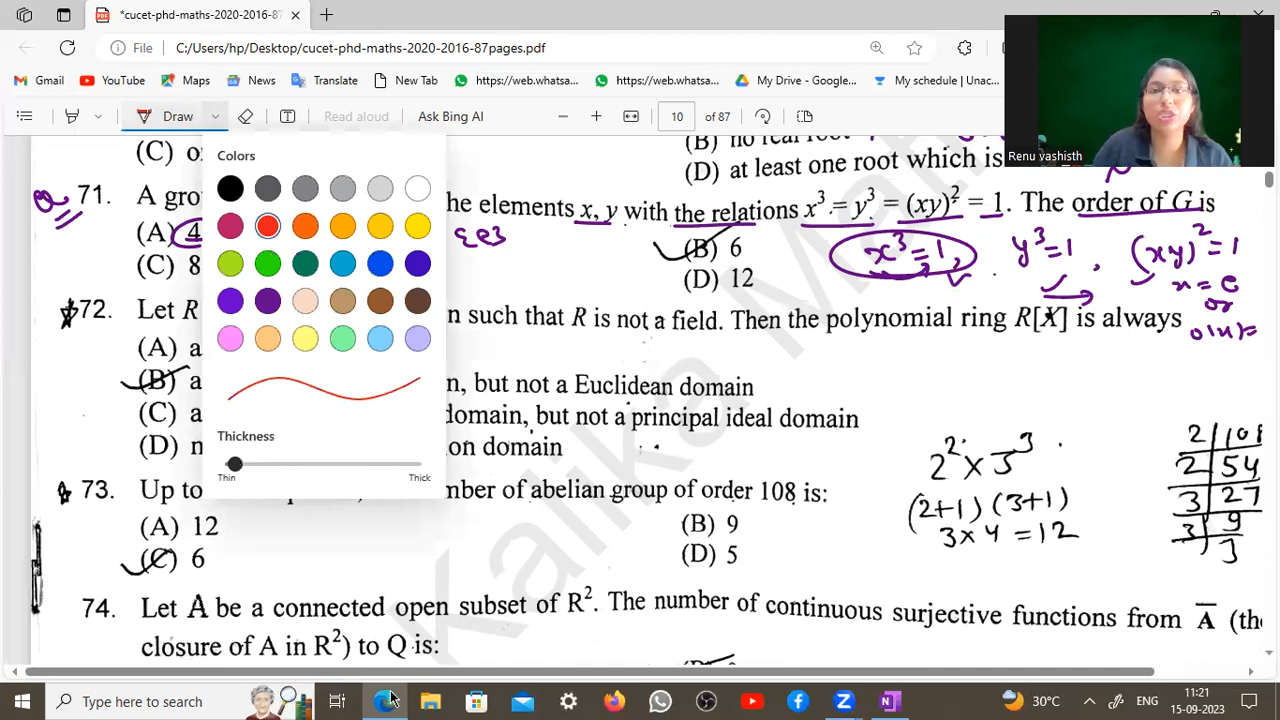 *cucet-phd-maths-2020-2016-87
File C:/Users/hp/Desktop/cucet-phd-maths-2020-2016-87pages.pdf
Gmail YouTube Maps News Translate New Tab https://web.whatsa... https://web.whatsa... My Drive - Google... My schedule | Unac...
Draw Read aloud Ask Bing AI 10 of 87
Renu vashisth
Colors
Thickness
Thin Thick
(C) o (B) no real root
(D) at least one root which is
71. A gro he elements x, y with the relations x³ = y³ = (xy)² = 1. The order of G is
(A) 4 {e} (B) 6 x³ = 1, y³ = 1, (xy)² = 1
(C) 8 (D) 12 x = e
or
o(x) =
72. Let R n such that R is not a field. Then the polynomial ring R[X] is always
(A) a
(B) a n, but not a Euclidean domain
(C) a domain, but not a principal ideal domain
(D) n on domain
2² x 3³
(2+1) (3+1)
3 x 4 = 12
2 108
2 54
3 27
3 9
3
73. Up to mber of abelian group of order 108 is:
(A) 12 (B) 9
(C) 6 (D) 5
74. Let A be a connected open subset of R². The number of continuous surjective functions from A̅ (the
closure of A in R²) to Q is:
Kalika Maths
Type here to search 30°C ENG 11:21
15-09-2023